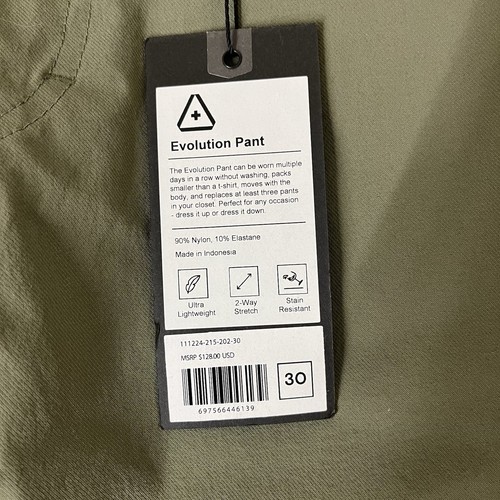 Evolution Pant
The Evolution Pant can be worn multiple
days in a row without washing, packs
smaller than a t-shirt, moves with the
body, and replaces at least three pants
in your closet. Perfect for any occasion
- dress it up or dress it down.
90% Nylon, 10% Elastane
Made in Indonesia
Ultra
Lightweight
2-Way
Stretch
Stain
Resistant
111224-215-202-30
MSRP $128.00 USD
30
697566446139